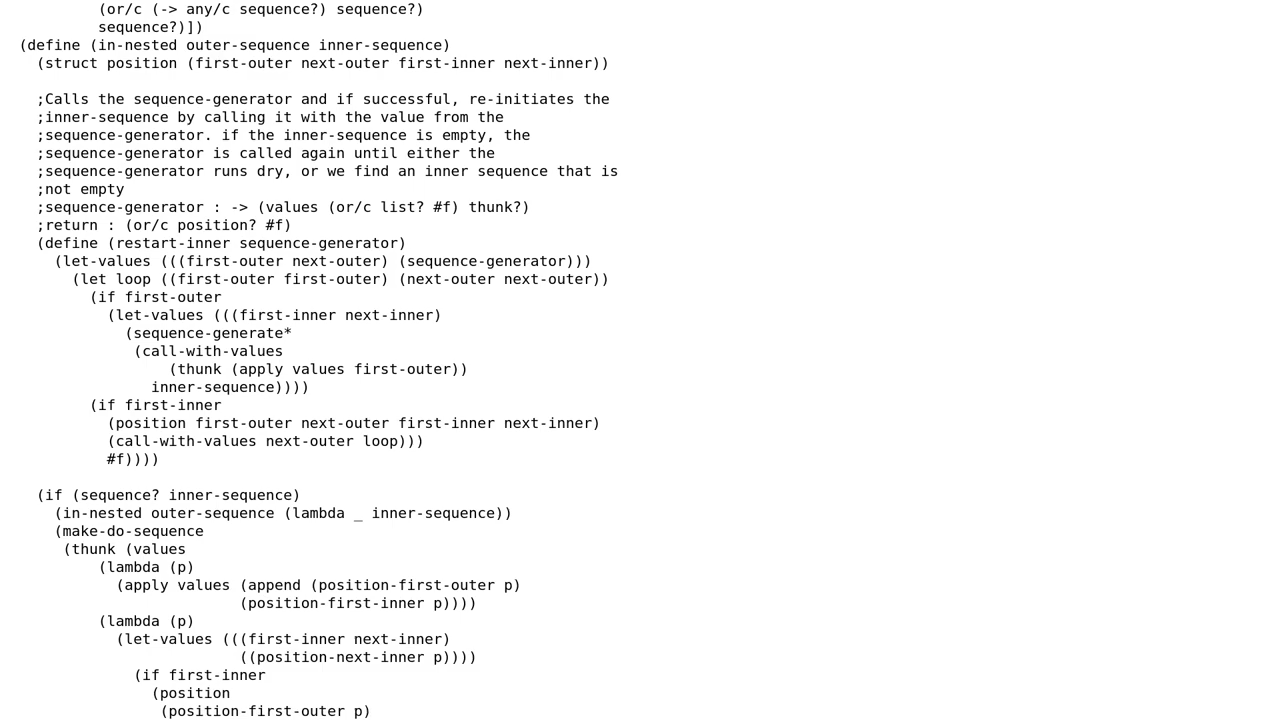 (or/c (-> any/c sequence?) sequence?)
sequence?)])
(define (in-nested outer-sequence inner-sequence)
(struct position (first-outer next-outer first-inner next-inner))
;Calls the sequence-generator and if successful, re-initiates the
;inner-sequence by calling it with the value from the
;sequence-generator. if the inner-sequence is empty, the
;sequence-generator is called again until either the
;sequence-generator runs dry, or we find an inner sequence that is
;not empty
;sequence-generator : -> (values (or/c list? #f) thunk?)
;return : (or/c position? #f)
(define (restart-inner sequence-generator)
(let-values (((first-outer next-outer) (sequence-generator)))
(let loop ((first-outer first-outer) (next-outer next-outer))
(if first-outer
(let-values (((first-inner next-inner)
(sequence-generate*
(call-with-values
(thunk (apply values first-outer))
inner-sequence))))
(if first-inner
(position first-outer next-outer first-inner next-inner)
(call-with-values next-outer loop)))
#f))))
(if (sequence? inner-sequence)
(in-nested outer-sequence (lambda _ inner-sequence))
(make-do-sequence
(thunk (values
(lambda (p)
(apply values (append (position-first-outer p)
(position-first-inner p))))
(lambda (p)
(let-values (((first-inner next-inner)
((position-next-inner p))))
(if first-inner
(position
(position-first-outer p)